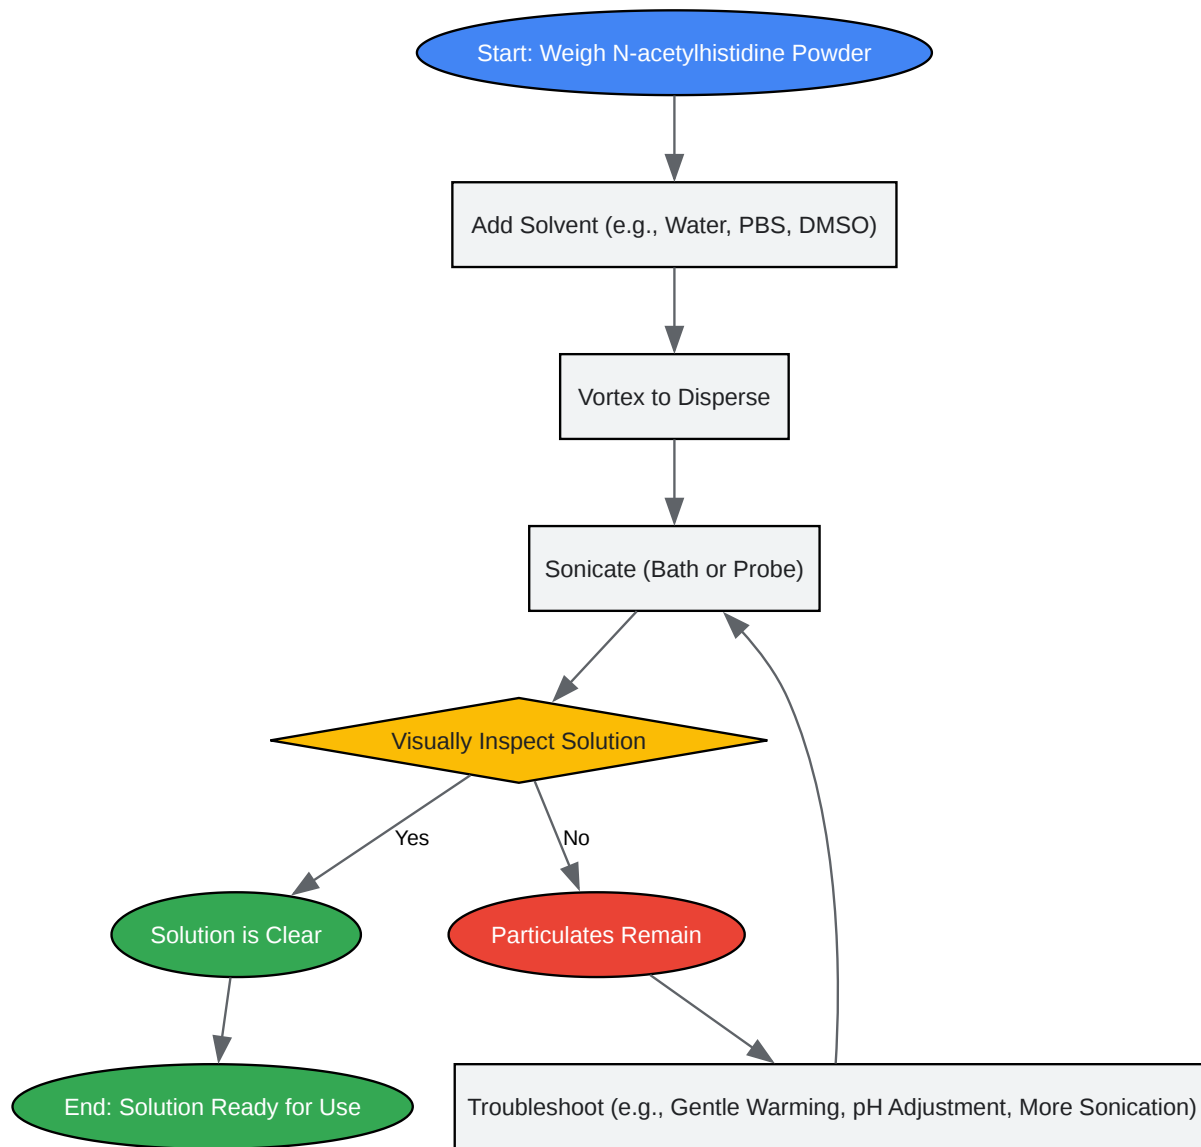 Start: Weigh N-acetylhistidine Powder
Add Solvent (e.g., Water, PBS, DMSO)
Vortex to Disperse
Sonicate (Bath or Probe)
Visually Inspect Solution
Yes
No
Solution is Clear
Particulates Remain
End: Solution Ready for Use
Troubleshoot (e.g., Gentle Warming, pH Adjustment, More Sonication)